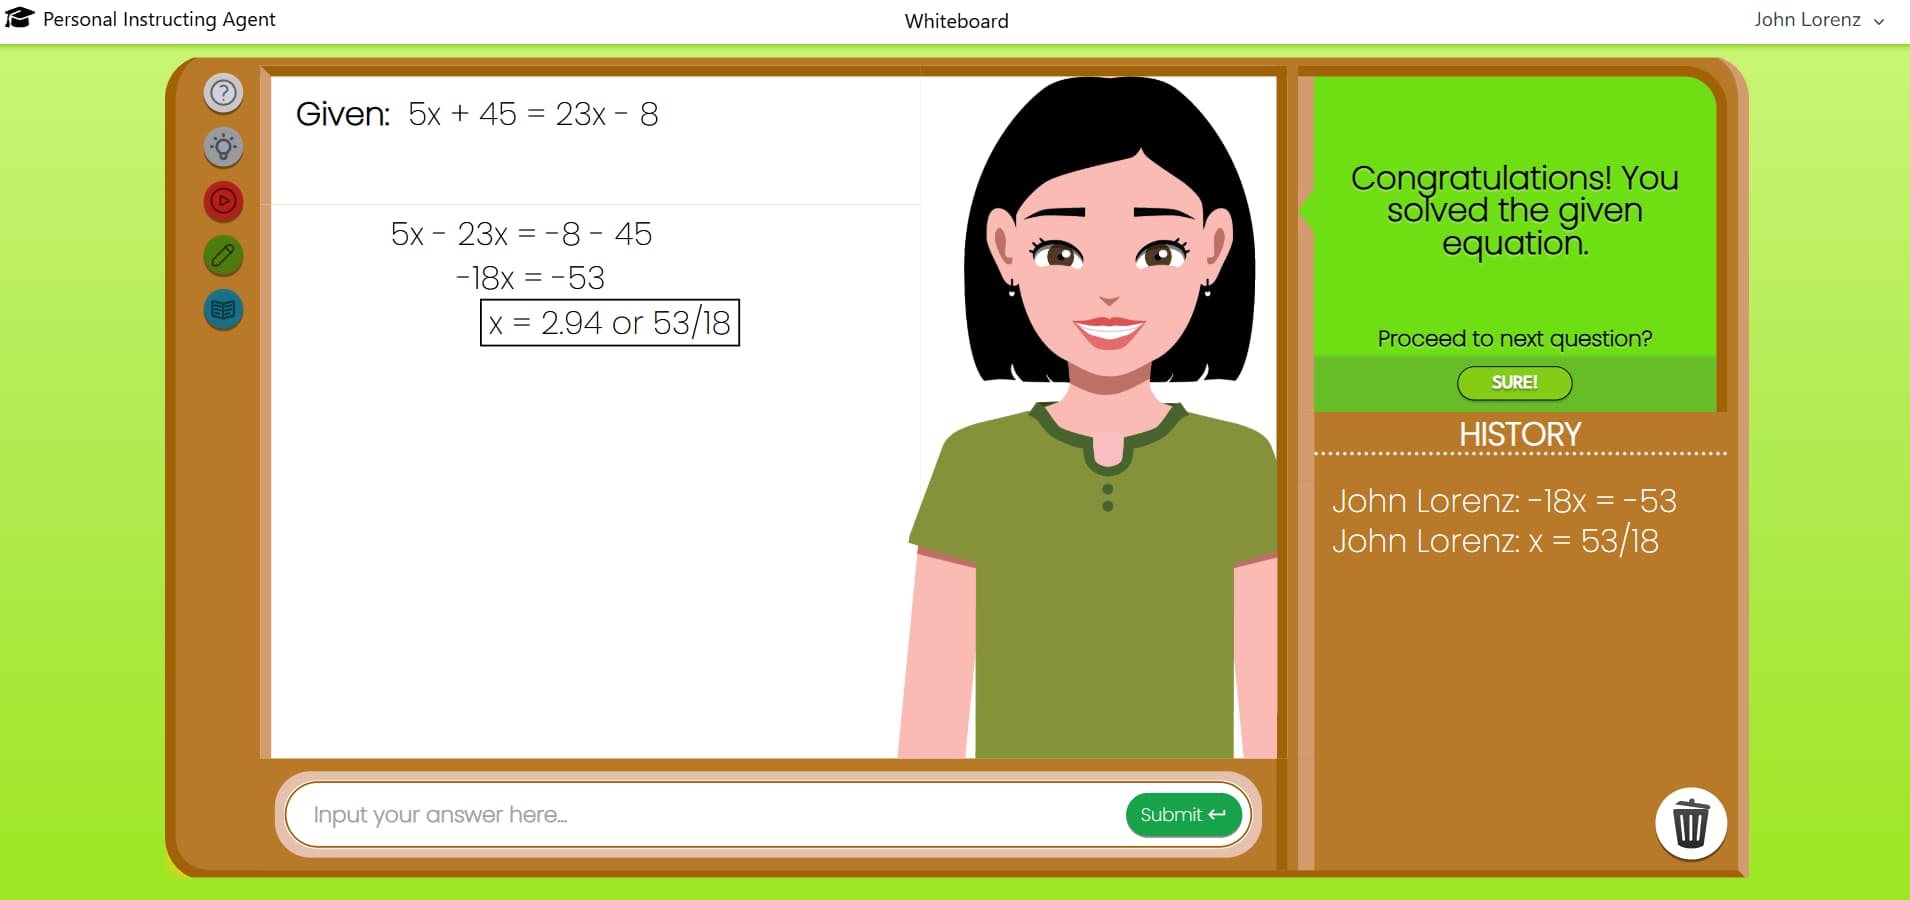 Personal Instructing Agent
Whiteboard
John Lorenz
Given: 5x + 45 = 23x - 8
5x - 23x = -8 - 45
-18x = -53
x = 2.94 or 53/18
Input your answer here...
Submit
Congratulations! You
solved the given
equation.
Proceed to next question?
SURE!
HISTORY
John Lorenz: -18x = -53
John Lorenz: x = 53/18